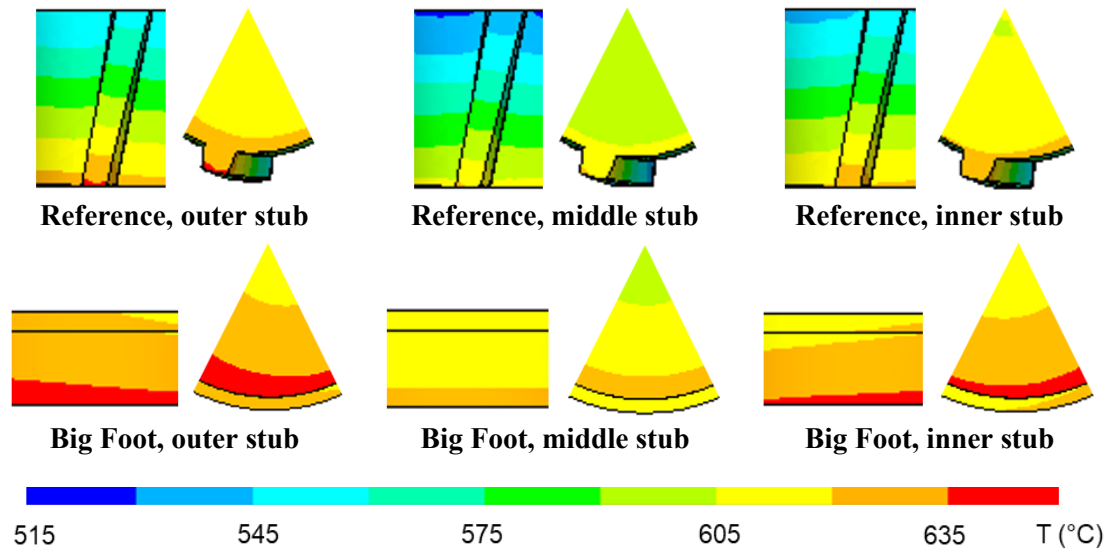 Reference, outer stub
Reference, middle stub
Reference, inner stub
Big Foot, outer stub
Big Foot, middle stub
Big Foot, inner stub
515 545 575 605 635 T (°C)